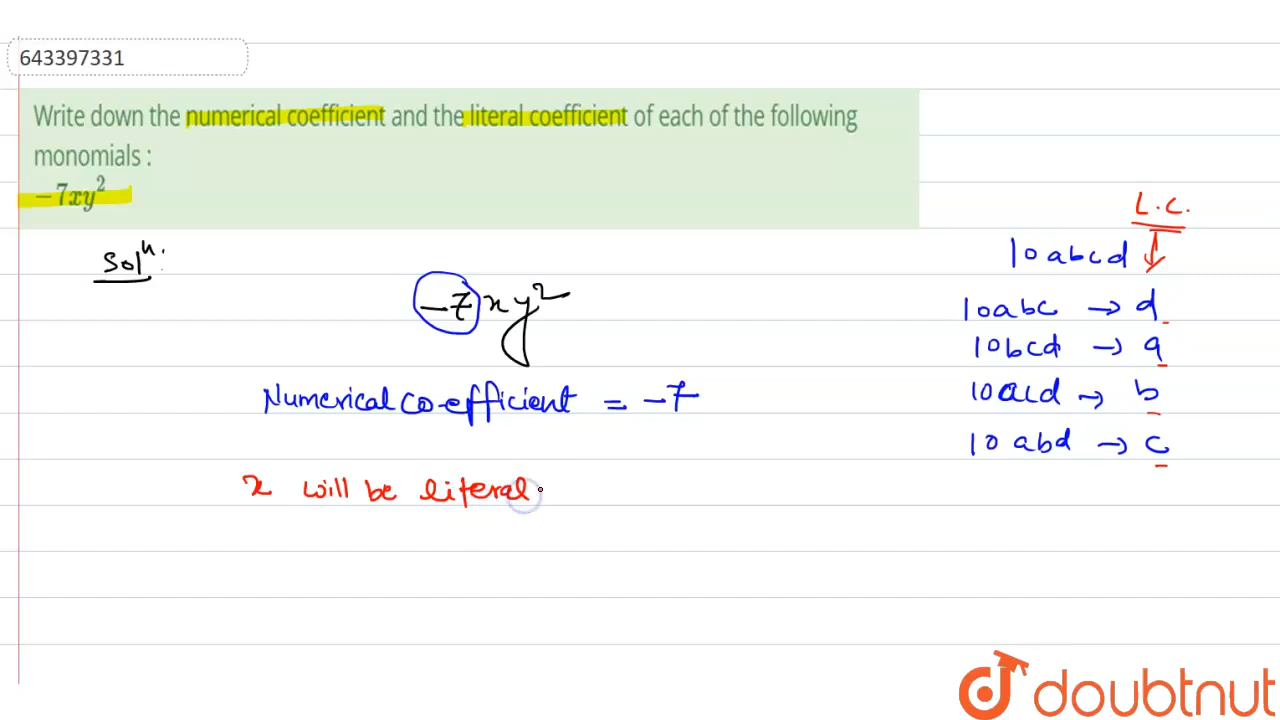 643397331
Write down the numerical coefficient and the literal coefficient of each of the following
monomials :
−7xy²
Solⁿ:
−7xy²
Numerical co-efficient = −7
x will be literal
L.C.
10abcd
10abc → d
10bcd → a
10acd → b
10abd → c
doubtnut